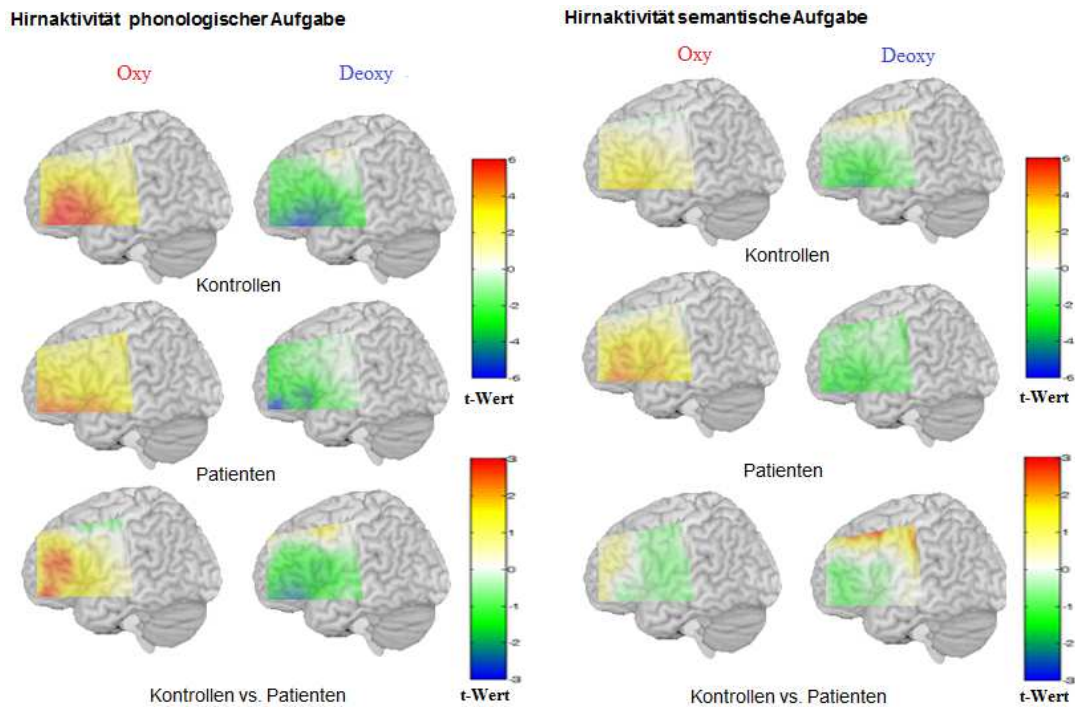 Hirnaktivität phonologischer Aufgabe
Oxy
Deoxy
Kontrollen
6
4
2
0
-2
-4
-6
t-Wert
Patienten
3
2
1
0
-1
-2
-3
t-Wert
Kontrollen vs. Patienten
Hirnaktivität semantische Aufgabe
Oxy
Deoxy
Kontrollen
6
4
2
0
-2
-4
-6
t-Wert
Patienten
3
2
1
0
-1
-2
-3
t-Wert
Kontrollen vs. Patienten